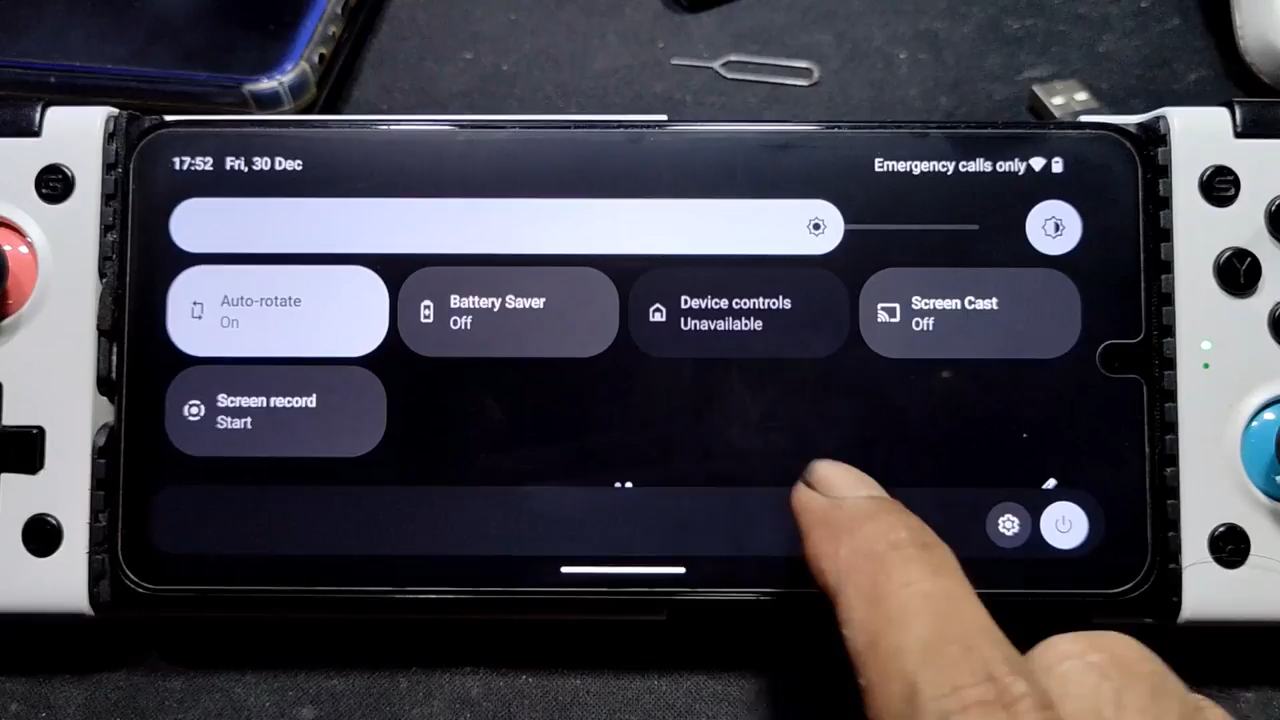 17:52 Fri, 30 Dec
Emergency calls only
Auto-rotate
On
Battery Saver
Off
Device controls
Unavailable
Screen Cast
Off
Screen record
Start
S
Y